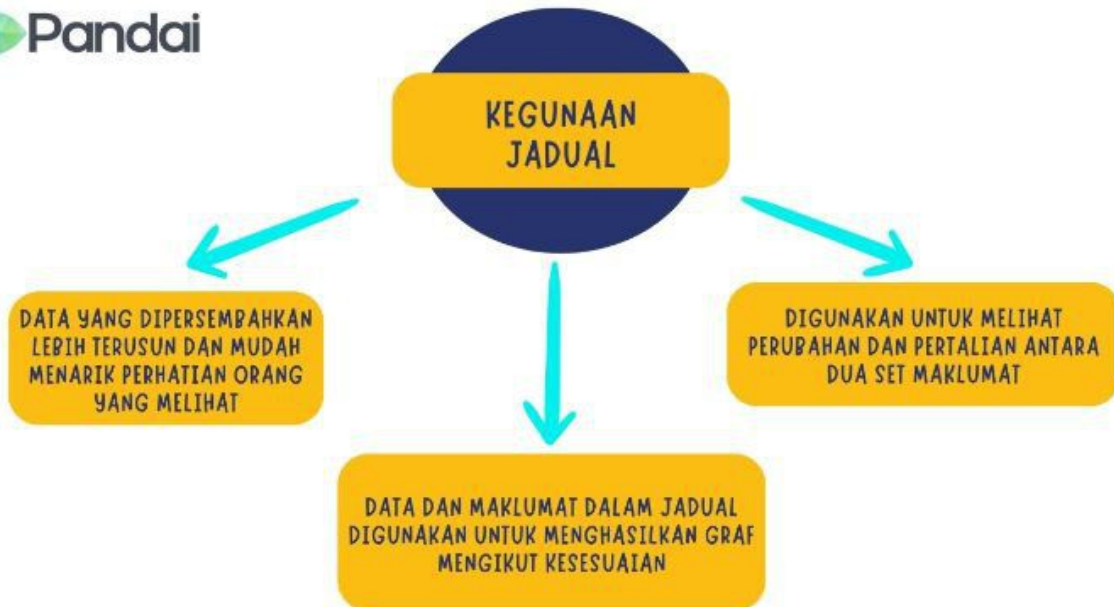 Pandai
KEGUNAAN
JADUAL
DATA YANG DIPERSEMBAHKAN
LEBIH TERUSUN DAN MUDAH
MENARIK PERHATIAN ORANG
YANG MELIHAT
DATA DAN MAKLUMAT DALAM JADUAL
DIGUNAKAN UNTUK MENGHASILKAN GRAF
MENGIKUT KESESUAIAN
DIGUNAKAN UNTUK MELIHAT
PERUBAHAN DAN PERTALIAN ANTARA
DUA SET MAKLUMAT